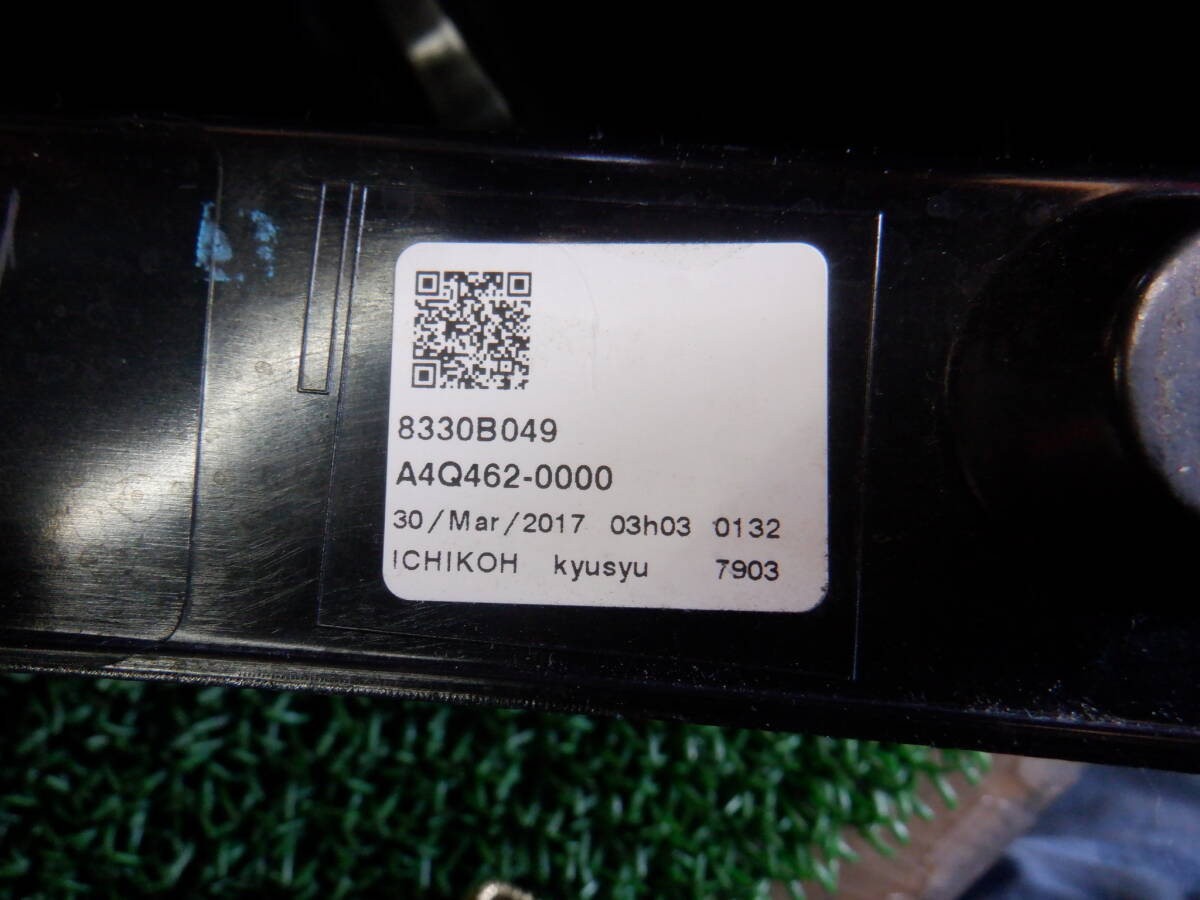 8330B049
A4Q462-0000
30/Mar/2017 03h03 0132
ICHIKOH kyusyu 7903